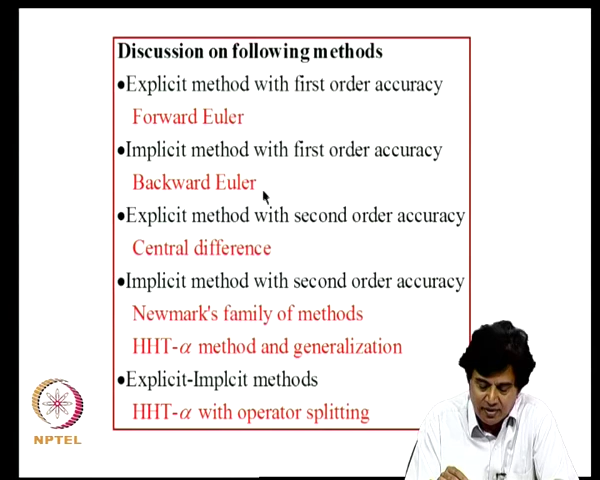 Discussion on following methods
•Explicit method with first order accuracy
Forward Euler
•Implicit method with first order accuracy
Backward Euler
•Explicit method with second order accuracy
Central difference
•Implicit method with second order accuracy
Newmark's family of methods
HHT-α method and generalization
•Explicit-Implcit methods
HHT-α with operator splitting
NPTEL